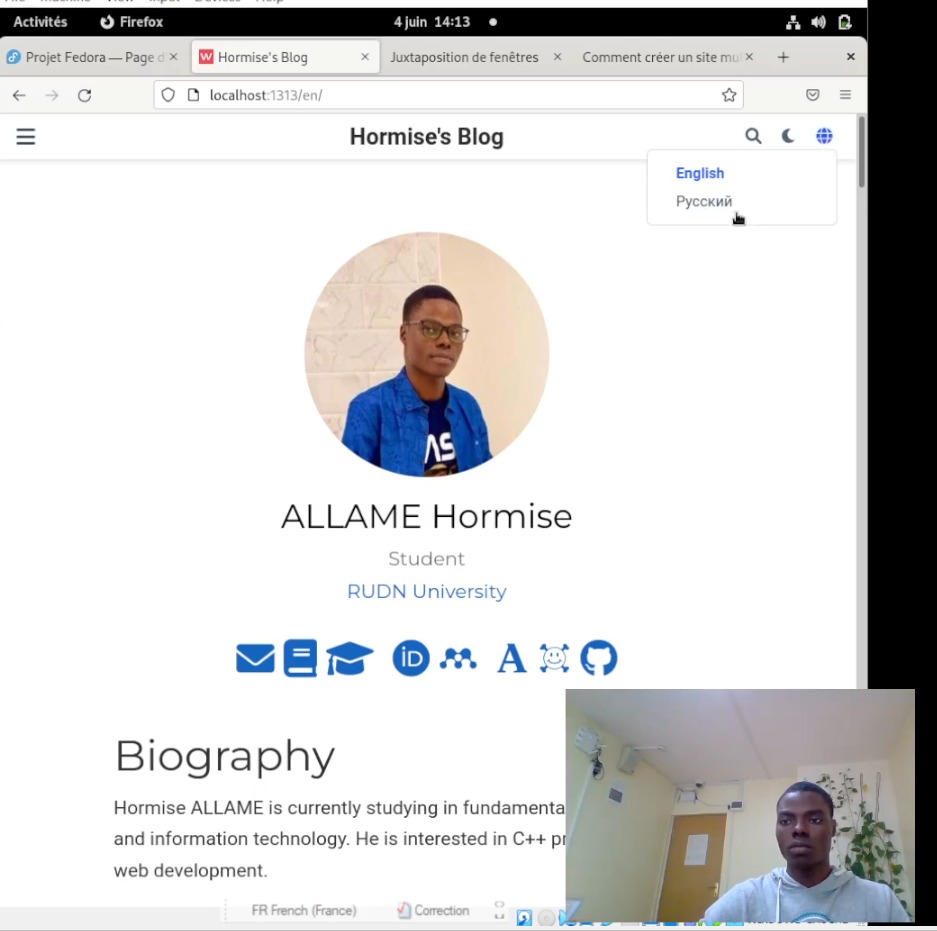 Activités Firefox 4 juin 14:13
Projet Fedora — Page d Hormise's Blog Juxtaposition de fenêtres Comment créer un site mul
localhost:1313/en/
Hormise's Blog
English
Русский
ALLAME Hormise
Student
RUDN University
iD
Biography
Hormise ALLAME is currently studying in fundamenta
and information technology. He is interested in C++ pr
web development.
FR French (France) Correction